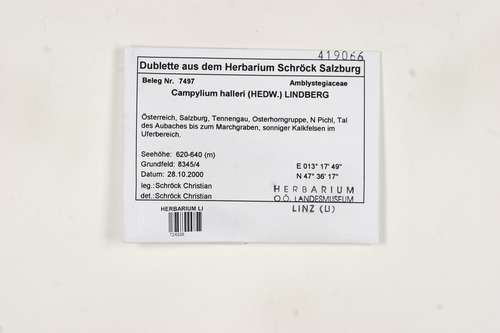 419066
Dublette aus dem Herbarium Schröck Salzburg
Beleg Nr. 7497 Amblystegiaceae
Campylium halleri (HEDW.) LINDBERG
Österreich, Salzburg, Tennengau, Osterhorngruppe, N Pichl, Tal
des Aubaches bis zum Marchgraben, sonniger Kalkfelsen im
Uferbereich.
Seehöhe: 620-640 (m)
Grundfeld: 8345/4 E 013° 17' 49"
Datum: 28.10.2000 N 47° 36' 17"
leg.:Schröck Christian
det.:Schröck Christian
HERBARIUM
O.Ö. LANDESMUSEUM
LINZ (LI)
HERBARIUM LI
724326